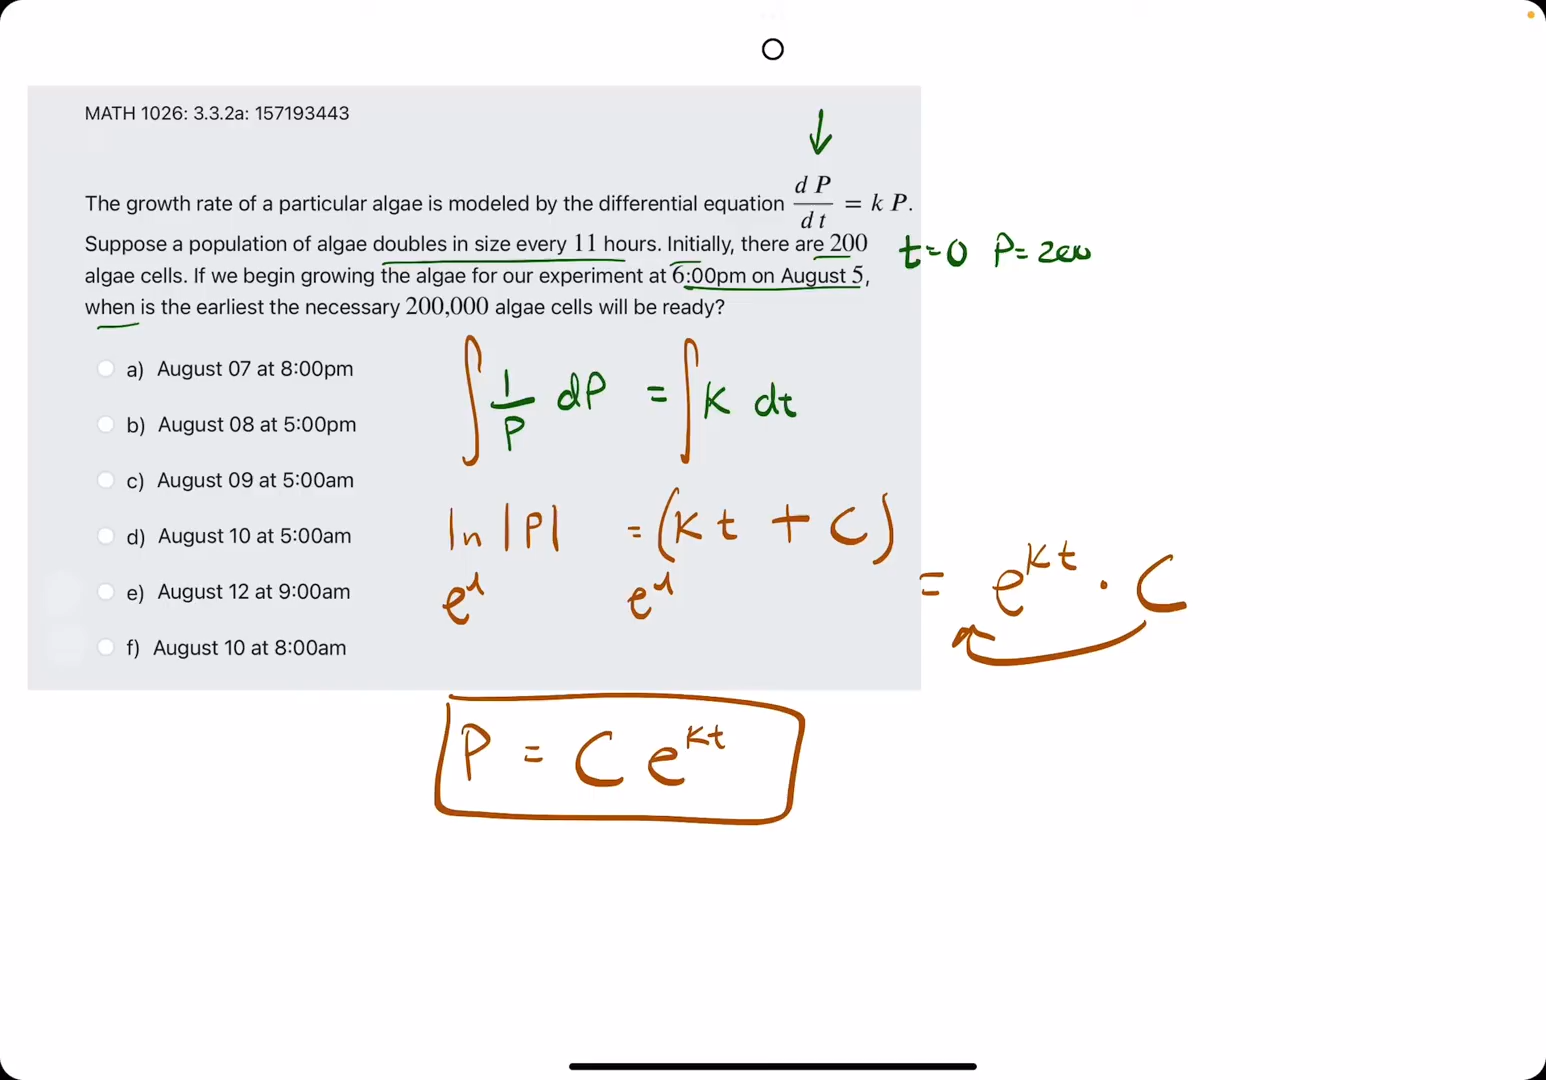 MATH 1026: 3.3.2a: 157193443
The growth rate of a particular algae is modeled by the differential equation dP/dt = k P.
Suppose a population of algae doubles in size every 11 hours. Initially, there are 200
t=0 P=200
algae cells. If we begin growing the algae for our experiment at 6:00pm on August 5,
when is the earliest the necessary 200,000 algae cells will be ready?
a) August 07 at 8:00pm
b) August 08 at 5:00pm
c) August 09 at 5:00am
d) August 10 at 5:00am
e) August 12 at 9:00am
f) August 10 at 8:00am
∫ 1/P dP = ∫ K dt
ln |P| = (Kt + C)
e^ e^ = e^{Kt} · C
P = C e^{Kt}